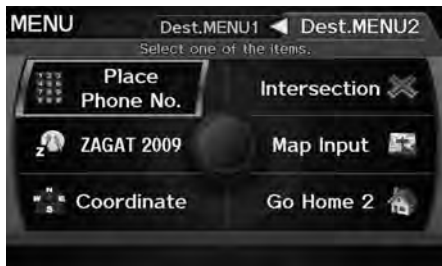 MENU Dest.MENU1 Dest.MENU2
Select one of the items.
Place
Phone No.
Intersection
ZAGAT 2009
Map Input
Coordinate
Go Home 2